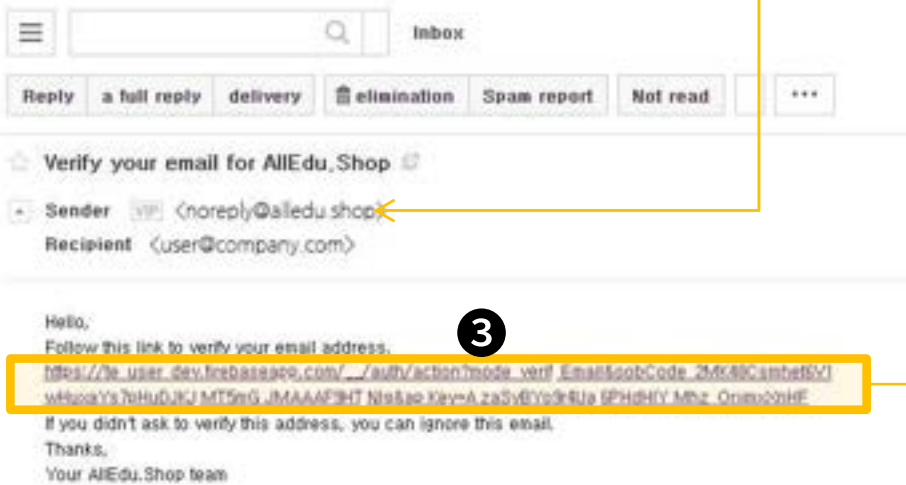 Inbox
Reply a full reply delivery elimination Spam report Not read ...
Verify your email for AllEdu.Shop
Sender VIP <noreply@alledu.shop>
Recipient <user@company.com>
Hello,
3
Follow this link to verify your email address.
If you didn't ask to verify this address, you can ignore this email.
Thanks,
Your AllEdu.Shop team